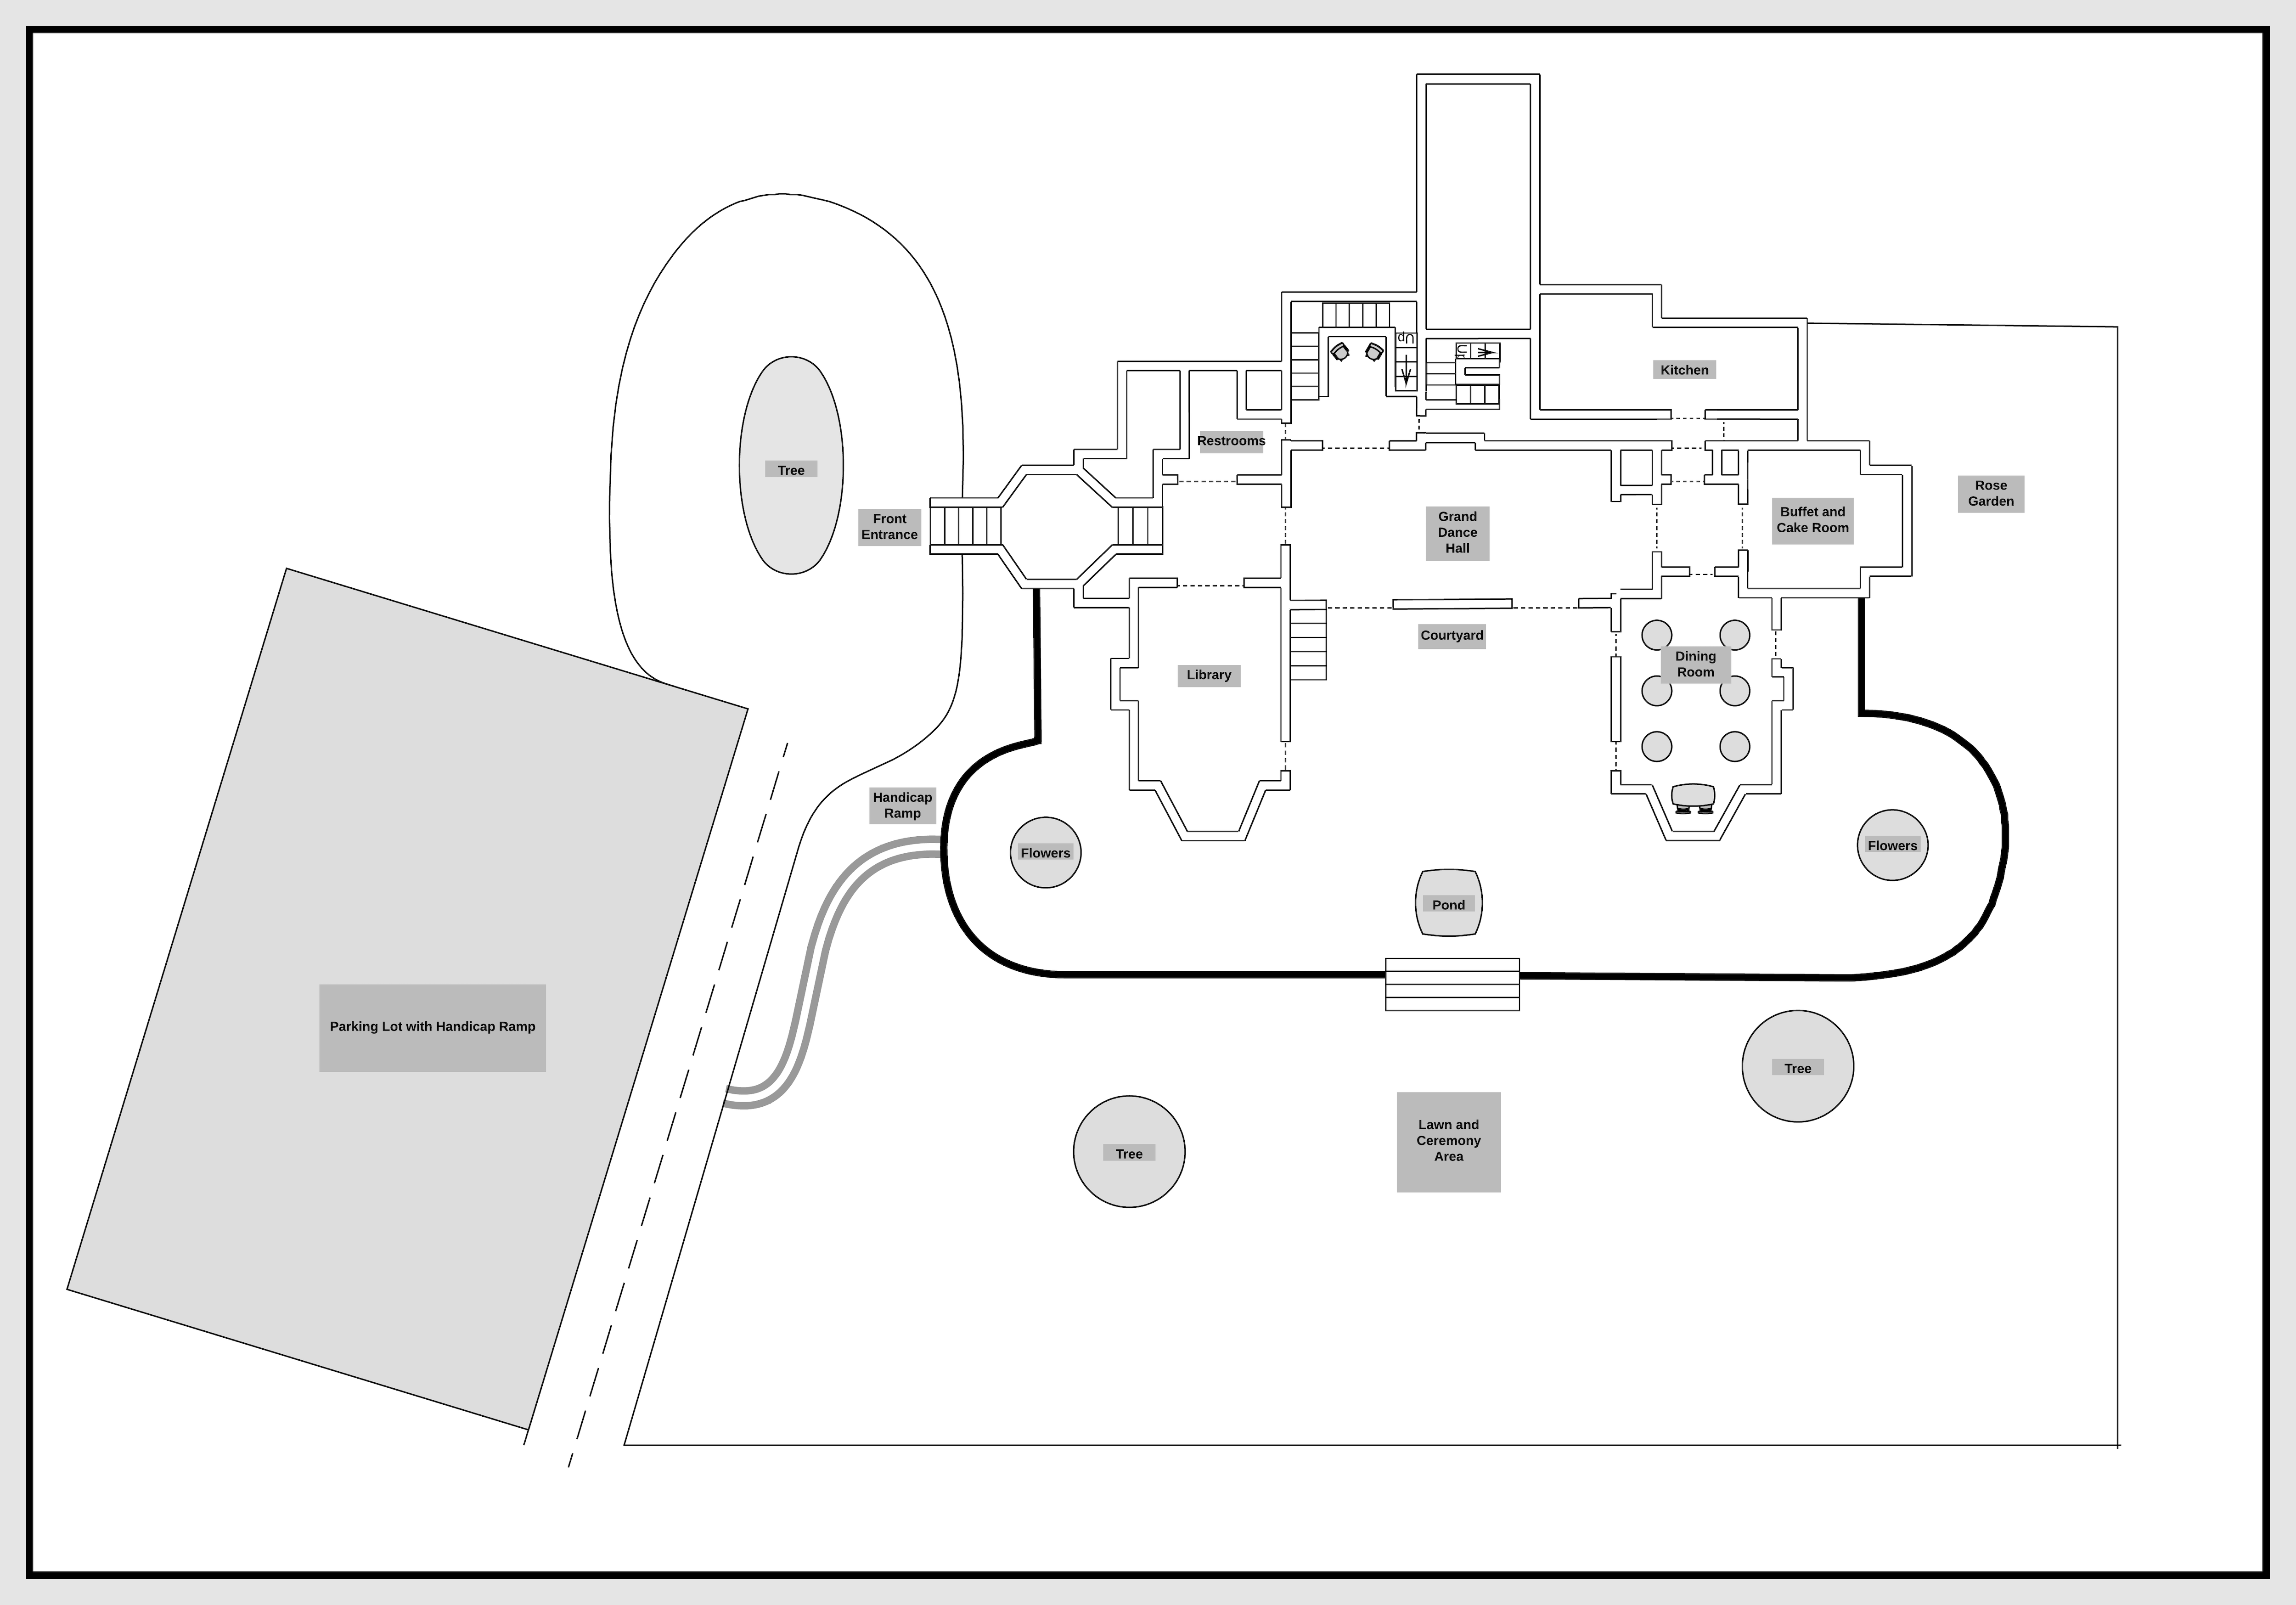 Up
U
Kitchen
Restrooms
Tree
Rose
Garden
Front
Entrance
Grand
Dance
Hall
Buffet and
Cake Room
Courtyard
Dining
Room
Library
Handicap
Ramp
Flowers
Flowers
Pond
Parking Lot with Handicap Ramp
Tree
Lawn and
Ceremony
Area
Tree